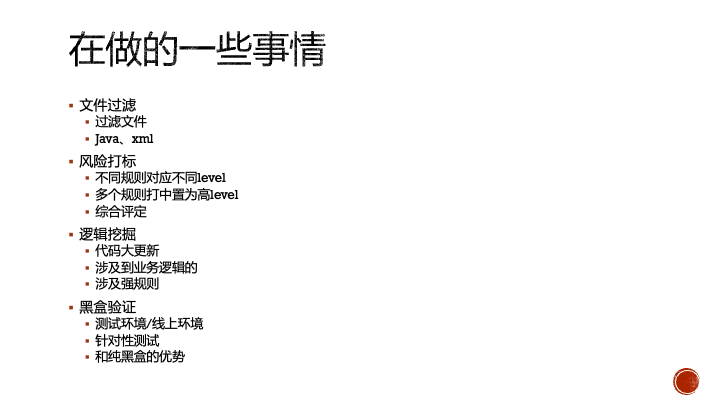 在做的一些事情
文件过滤
过滤文件
Java、xml
风险打标
不同规则对应不同level
多个规则打中置为高level
综合评定
逻辑挖掘
代码大更新
涉及到业务逻辑的
涉及强规则
黑盒验证
测试环境/线上环境
针对性测试
和纯黑盒的优势